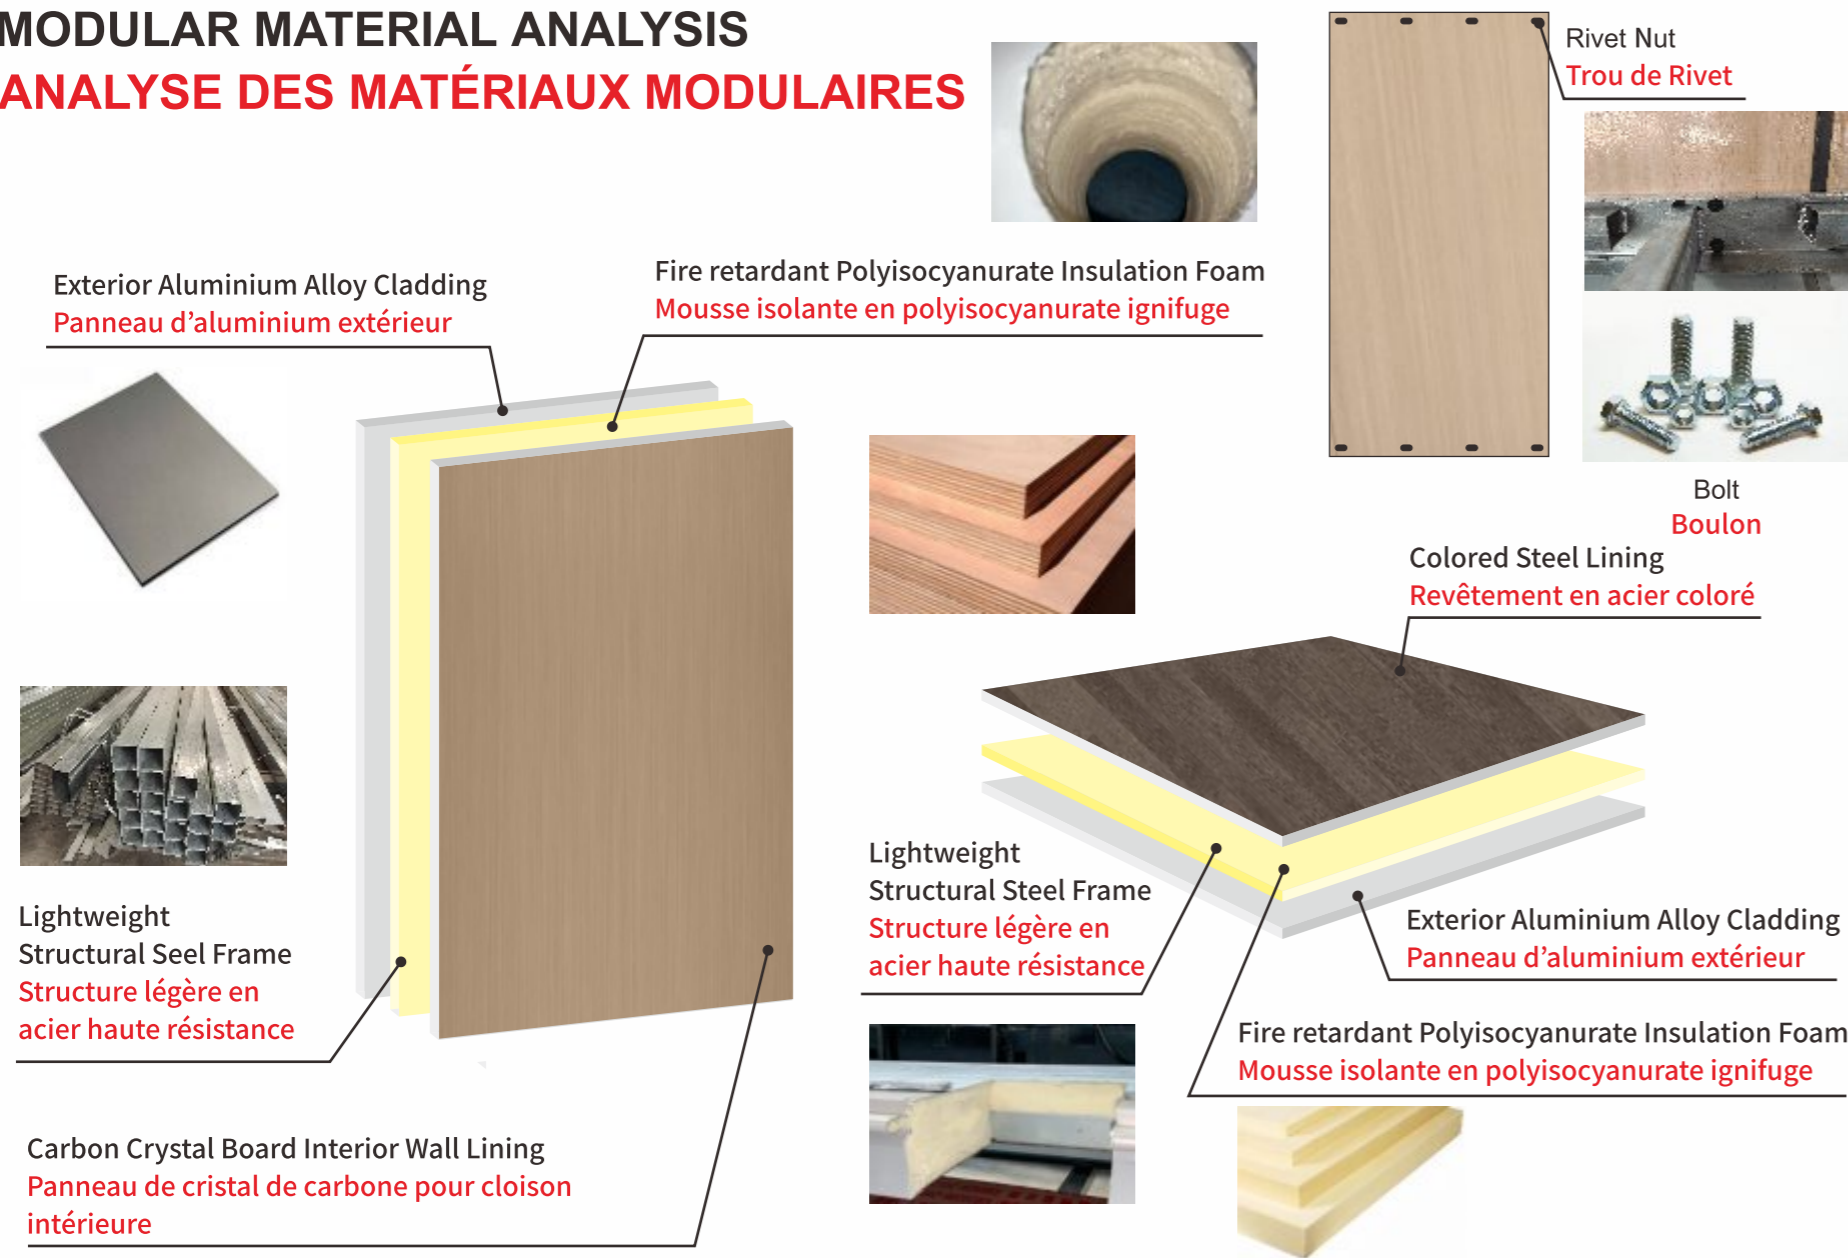 MODULAR MATERIAL ANALYSIS
ANALYSE DES MATÉRIAUX MODULAIRES
Rivet Nut
Trou de Rivet
Exterior Aluminium Alloy Cladding
Panneau d’aluminium extérieur
Fire retardant Polyisocyanurate Insulation Foam
Mousse isolante en polyisocyanurate ignifuge
Bolt
Boulon
Colored Steel Lining
Revêtement en acier coloré
Lightweight
Structural Seel Frame
Structure légère en
acier haute résistance
Lightweight
Structural Steel Frame
Structure légère en
acier haute résistance
Exterior Aluminium Alloy Cladding
Panneau d’aluminium extérieur
Fire retardant Polyisocyanurate Insulation Foam
Mousse isolante en polyisocyanurate ignifuge
Carbon Crystal Board Interior Wall Lining
Panneau de cristal de carbone pour cloison
intérieure